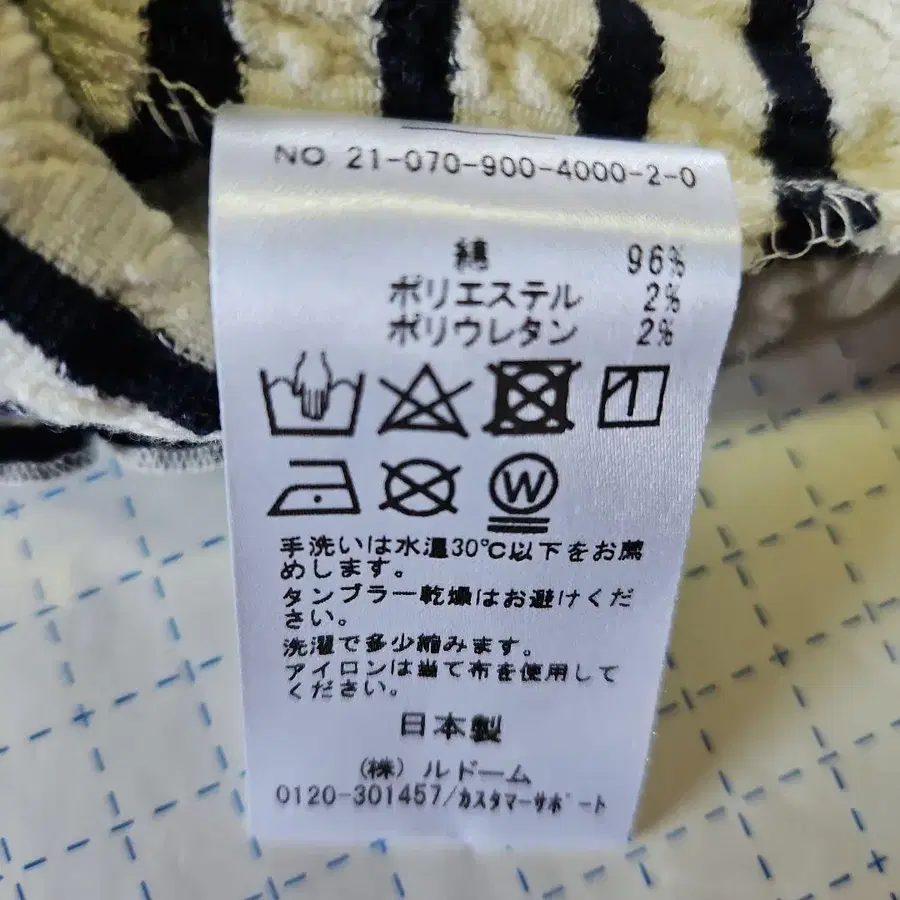 NO 21-070-900-4000-2-0
綿 96%
ポリエステル 2%
ポリウレタン 2%
W
手洗いは水温30℃以下をお薦
めします。
タンブラー乾燥はお避けくだ
さい。
洗濯で多少縮みます。
アイロンは当て布を使用して
ください。
日本製
(株) ルドーム
0120-301457/カスタマーサポート